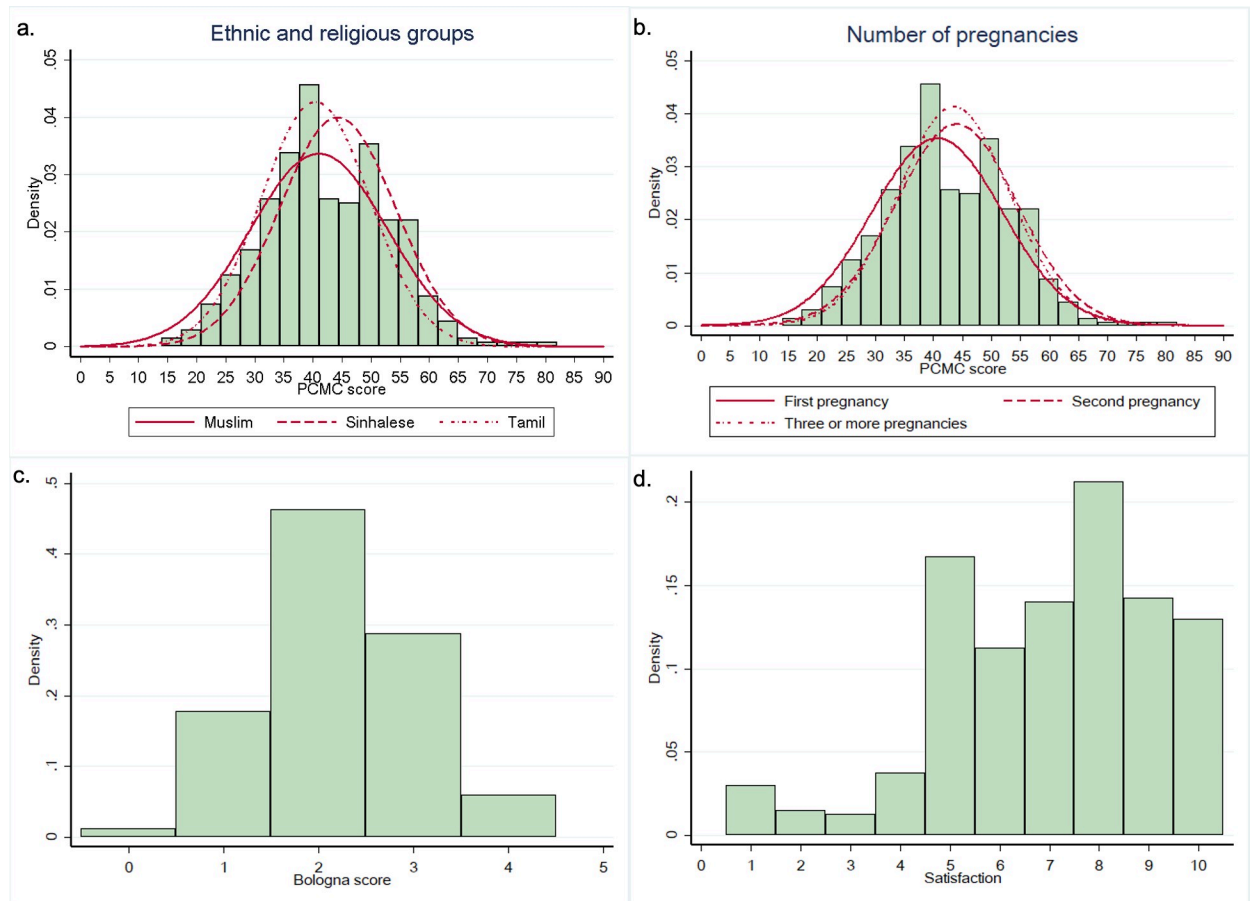 a.
Ethnic and religious groups
.05
.04
.03
.02
.01
0
Density
0 5 10 15 20 25 30 35 40 45 50 55 60 65 70 75 80 85 90
PCMC score
Muslim Sinhalese Tamil
b.
Number of pregnancies
.05
.04
.03
.02
.01
0
Density
0 5 10 15 20 25 30 35 40 45 50 55 60 65 70 75 80 85 90
PCMC score
First pregnancy Second pregnancy
Three or more pregnancies
c.
.5
.4
.3
.2
.1
0
Density
0 1 2 3 4 5
Bologna score
d.
.2
.15
.1
.05
0
Density
0 1 2 3 4 5 6 7 8 9 10
Satisfaction